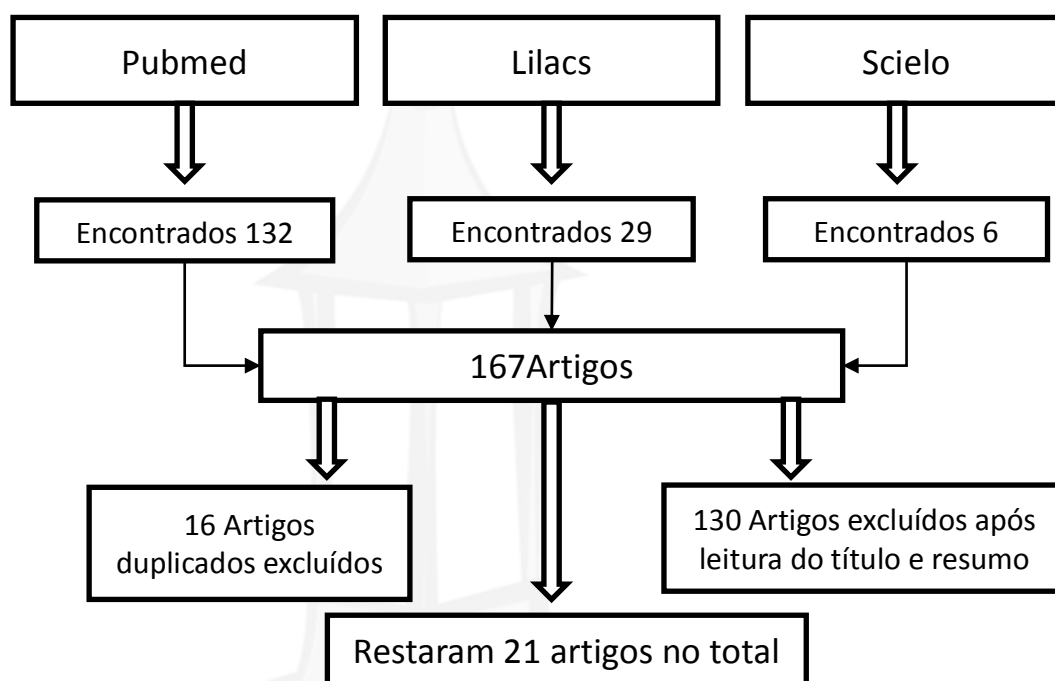 Pubmed
Lilacs
Scielo
Encontrados 132
Encontrados 29
Encontrados 6
167Artigos
16 Artigos
duplicados excluídos
130 Artigos excluídos após
leitura do título e resumo
Restaram 21 artigos no total